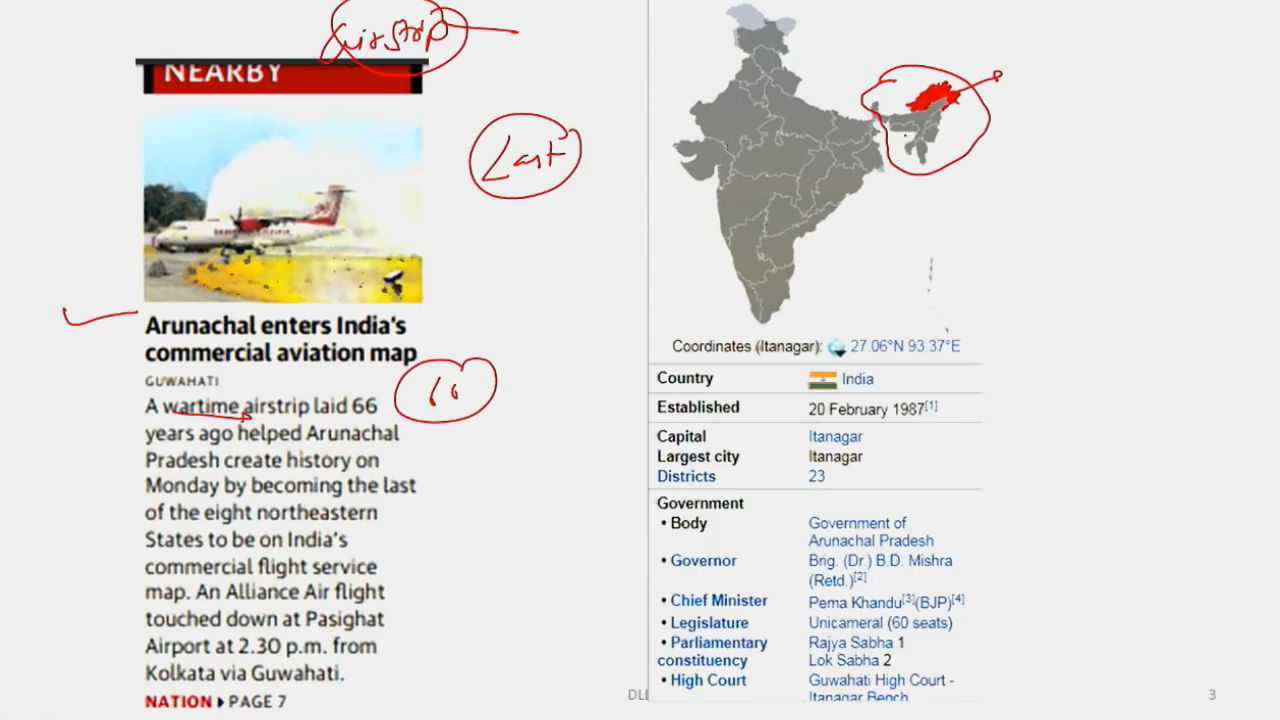 airstrip
NEARBY
Last
Arunachal enters India's
commercial aviation map
GUWAHATI
A wartime airstrip laid 66
years ago helped Arunachal
Pradesh create history on
Monday by becoming the last
of the eight northeastern
States to be on India's
commercial flight service
map. An Alliance Air flight
touched down at Pasighat
Airport at 2.30 p.m. from
Kolkata via Guwahati.
NATION ▸ PAGE 7
66
Coordinates (Itanagar): 27.06°N 93.37°E
Country India
Established 20 February 1987[1]
Capital Itanagar
Largest city Itanagar
Districts 23
Government
• Body Government of
Arunachal Pradesh
• Governor Brig. (Dr.) B.D. Mishra
(Retd.)[2]
• Chief Minister Pema Khandu[3](BJP)[4]
• Legislature Unicameral (60 seats)
• Parliamentary Rajya Sabha 1
constituency Lok Sabha 2
• High Court Guwahati High Court -
Itanagar Bench
3